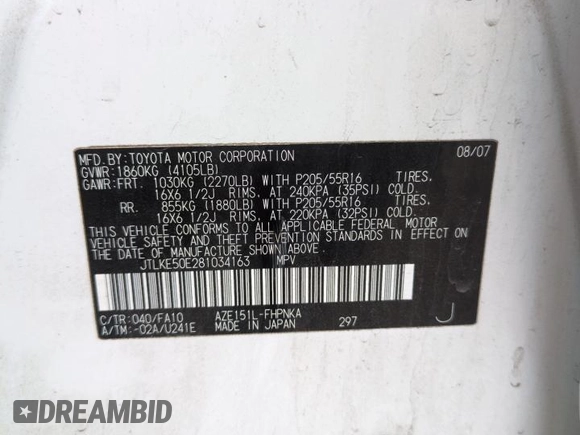 MFD.BY:TOYOTA MOTOR CORPORATION 08/07
GVWR:1860KG (4105LB)
GAWR:FRT. 1030KG (2270LB) WITH P205/55R16 TIRES,
16X6 1/2J RIMS, AT 240KPA (35PSI) COLD.
RR. 855KG (1880LB) WITH P205/55R16 TIRES,
16X6 1/2J RIMS, AT 220KPA (32PSI) COLD.
THIS VEHICLE CONFORMS TO ALL APPLICABLE FEDERAL MOTOR
VEHICLE SAFETY AND THEFT PREVENTION STANDARDS IN EFFECT ON
THE DATE OF MANUFACTURE SHOWN ABOVE.
JTLKE50E281034163 MPV
C/TR:040/FA10 AZE151L-FHPNKA
A/TM:-02A/U241E MADE IN JAPAN 297 J
DREAMBID